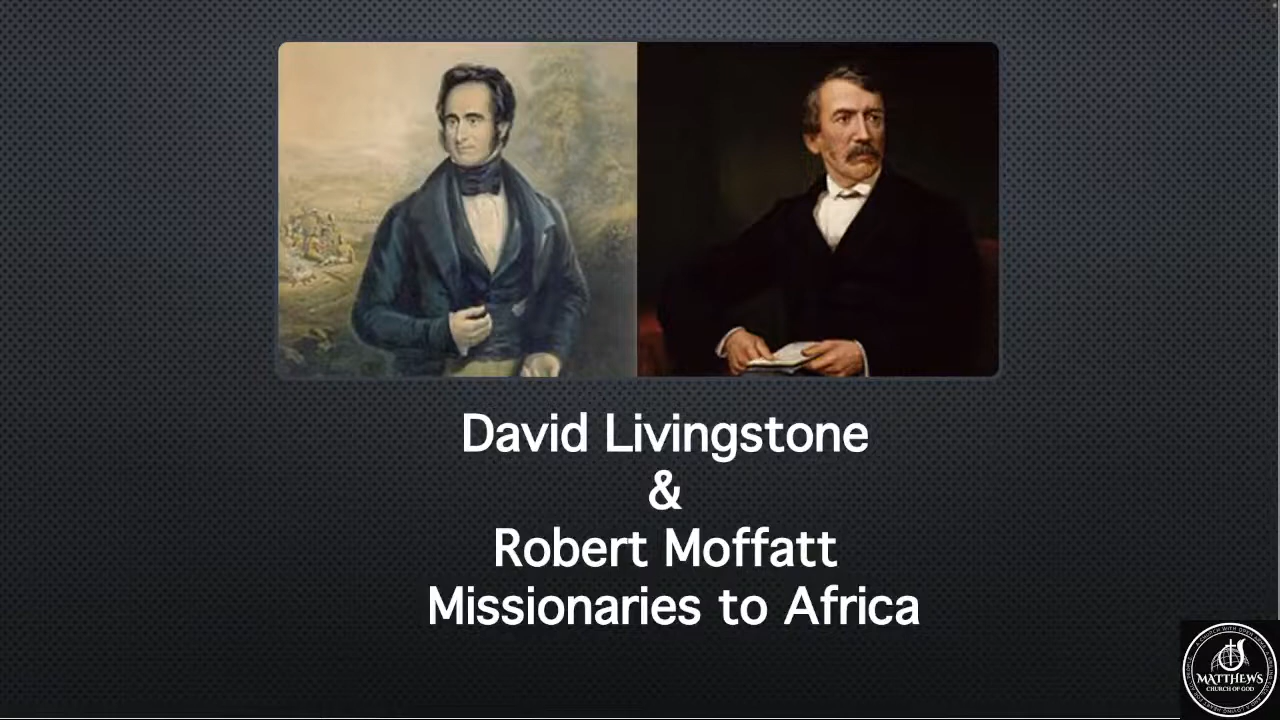 David Livingstone
&
Robert Moffatt
Missionaries to Africa
MATTHEWS
CHURCH OF GOD